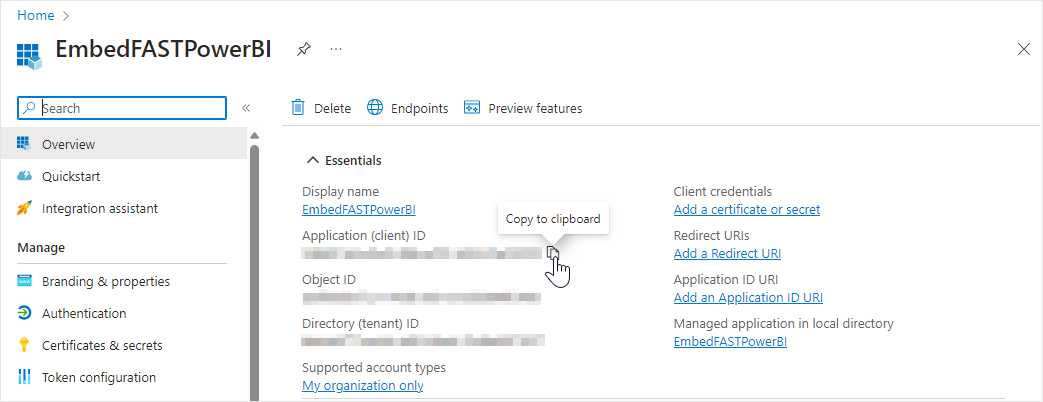 Home
EmbedFASTPowerBI
Search
Overview
Quickstart
Integration assistant
Manage
Branding & properties
Authentication
Certificates & secrets
Token configuration
Delete Endpoints Preview features
Essentials
Display name
EmbedFASTPowerBI
Copy to clipboard
Application (client) ID
Object ID
Directory (tenant) ID
Supported account types
My organization only
Client credentials
Add a certificate or secret
Redirect URIs
Add a Redirect URI
Application ID URI
Add an Application ID URI
Managed application in local directory
EmbedFASTPowerBI